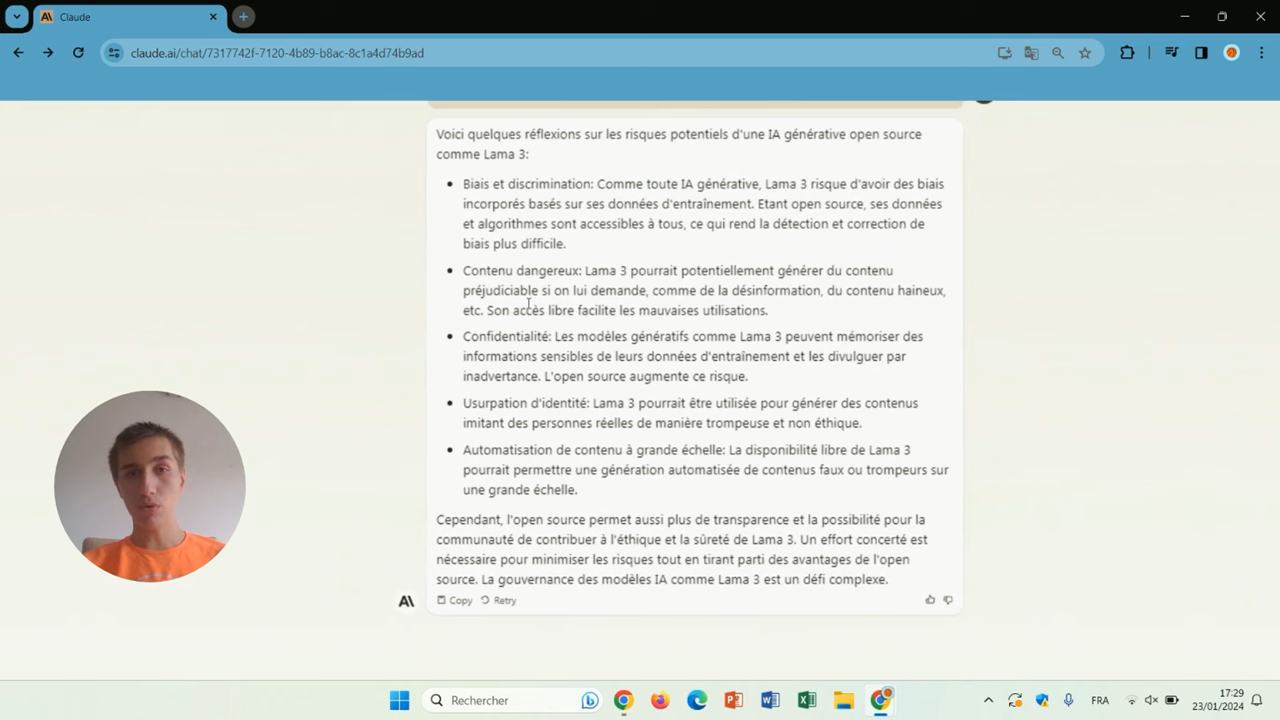 Claude
claude.ai/chat/7317742f-7120-4b89-b8ac-8c1a4d74b9ad
Voici quelques réflexions sur les risques potentiels d'une IA générative open source
comme Lama 3:
• Biais et discrimination: Comme toute IA générative, Lama 3 risque d'avoir des biais
incorporés basés sur ses données d'entraînement. Etant open source, ses données
et algorithmes sont accessibles à tous, ce qui rend la détection et correction de
biais plus difficile.
• Contenu dangereux: Lama 3 pourrait potentiellement générer du contenu
préjudiciable si on lui demande, comme de la désinformation, du contenu haineux,
etc. Son accès libre facilite les mauvaises utilisations.
• Confidentialité: Les modèles génératifs comme Lama 3 peuvent mémoriser des
informations sensibles de leurs données d'entraînement et les divulguer par
inadvertance. L'open source augmente ce risque.
• Usurpation d'identité: Lama 3 pourrait être utilisée pour générer des contenus
imitant des personnes réelles de manière trompeuse et non éthique.
• Automatisation de contenu à grande échelle: La disponibilité libre de Lama 3
pourrait permettre une génération automatisée de contenus faux ou trompeurs sur
une grande échelle.
Cependant, l'open source permet aussi plus de transparence et la possibilité pour la
communauté de contribuer à l'éthique et la sûreté de Lama 3. Un effort concerté est
nécessaire pour minimiser les risques tout en tirant parti des avantages de l'open
source. La gouvernance des modèles IA comme Lama 3 est un défi complexe.
Copy Retry
Rechercher
FRA
17:29
23/01/2024